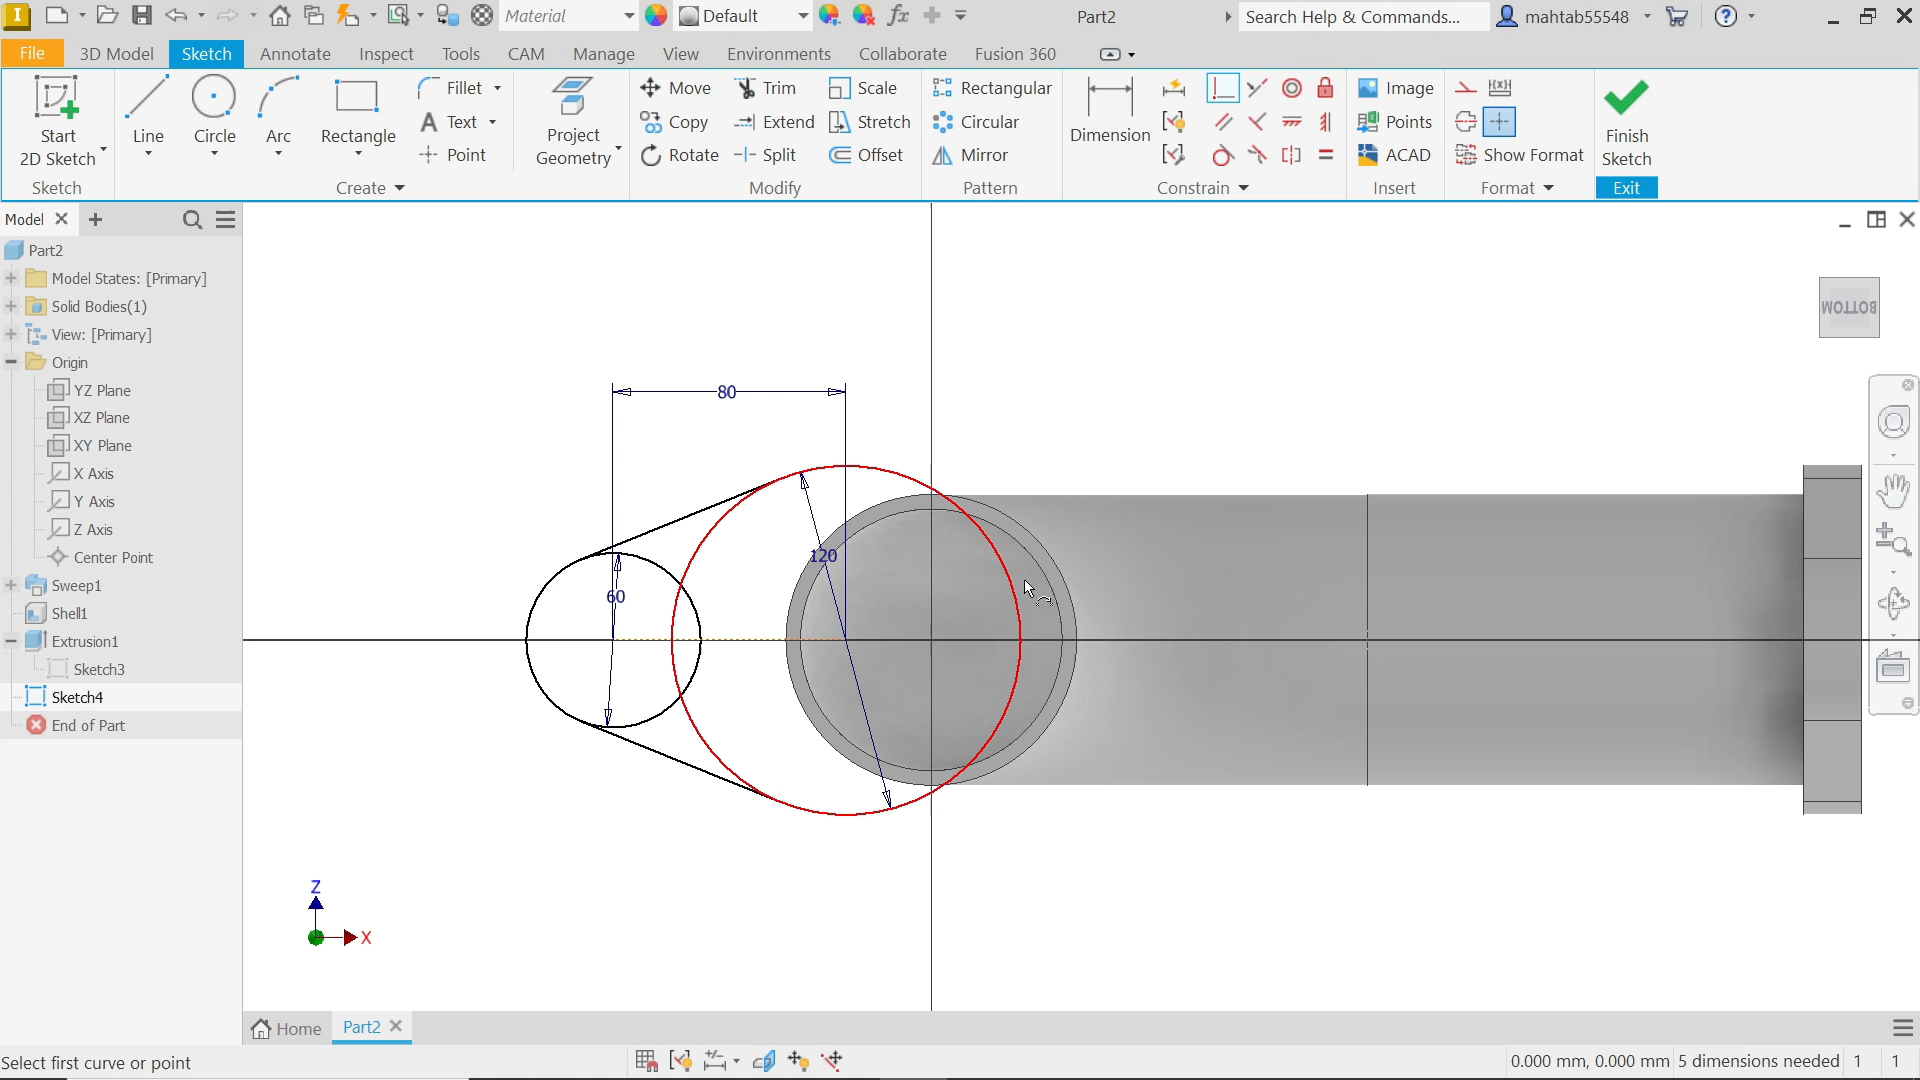 Material
Default
Part2
Search Help & Commands...
mahtab55548
File
3D Model
Sketch
Annotate
Inspect
Tools
CAM
Manage
View
Environments
Collaborate
Fusion 360
Start
2D Sketch
Line
Circle
Arc
Rectangle
Fillet
Text
Point
Project
Geometry
Move
Copy
Rotate
Trim
Extend
Split
Scale
Stretch
Offset
Rectangular
Circular
Mirror
Dimension
Image
Points
ACAD
Show Format
Finish
Sketch
Sketch
Create
Modify
Pattern
Constrain
Insert
Format
Exit
Model
Part2
Model States: [Primary]
Solid Bodies(1)
View: [Primary]
Origin
YZ Plane
XZ Plane
XY Plane
X Axis
Y Axis
Z Axis
Center Point
Sweep1
Shell1
Extrusion1
Sketch3
Sketch4
End of Part
BOTTOM
80
120
60
Z
X
Home
Part2
Select first curve or point
0.000 mm, 0.000 mm
5 dimensions needed
1
1